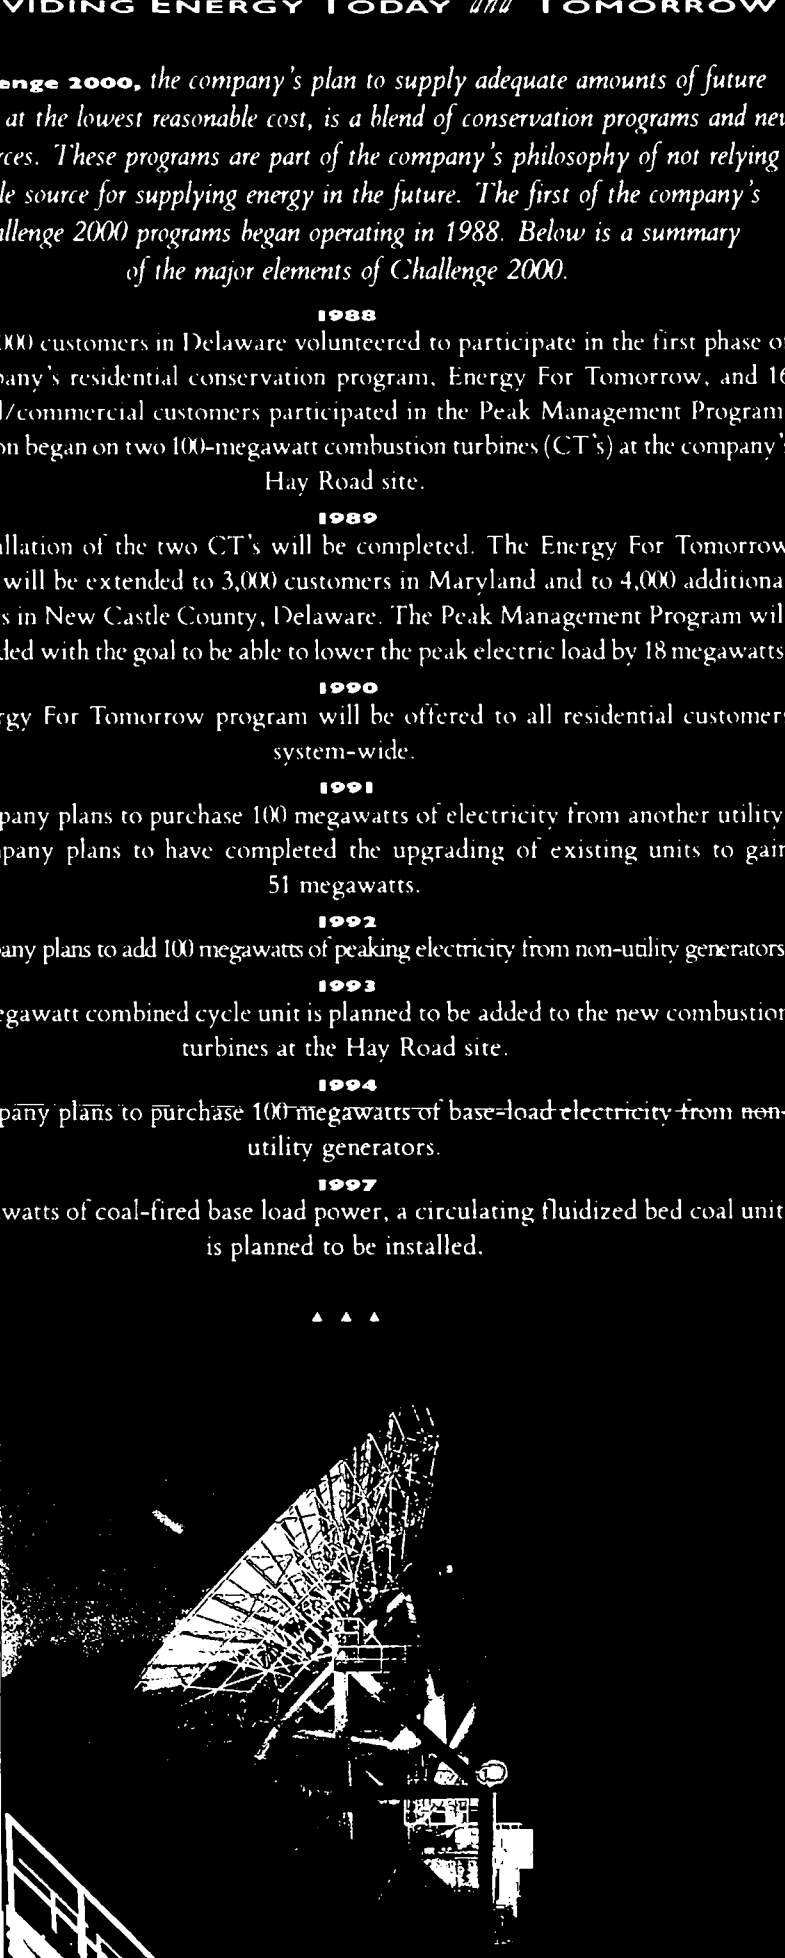 VIDING ENERGY TODAY and TOMORROW
enge 2000, the company's plan to supply adequate amounts of future
at the lowest reasonable cost, is a blend of conservation programs and new
rces. These programs are part of the company's philosophy of not relying
le source for supplying energy in the future. The first of the company's
allenge 2000 programs began operating in 1988. Below is a summary
of the major elements of Challenge 2000.
1988
000 customers in Delaware volunteered to participate in the first phase of
pany's residential conservation program, Energy For Tomorrow, and 16
l/commercial customers participated in the Peak Management Program
on began on two 100-megawatt combustion turbines (CT's) at the company's
Hay Road site.
1989
allation of the two CT's will be completed. The Energy For Tomorrow
will be extended to 3,000 customers in Maryland and to 4,000 additiona
s in New Castle County, Delaware. The Peak Management Program wil
ded with the goal to be able to lower the peak electric load by 18 megawatts
1990
rgy For Tomorrow program will be offered to all residential customers
system-wide.
1991
pany plans to purchase 100 megawatts of electricity from another utility
mpany plans to have completed the upgrading of existing units to gain
51 megawatts.
1992
any plans to add 100 megawatts of peaking electricity from non-utility generators
1993
egawatt combined cycle unit is planned to be added to the new combustion
turbines at the Hay Road site.
1994
pany plans to purchase 100 megawatts of base-load electricity from non-
utility generators.
1997
watts of coal-fired base load power, a circulating fluidized bed coal unit
is planned to be installed.